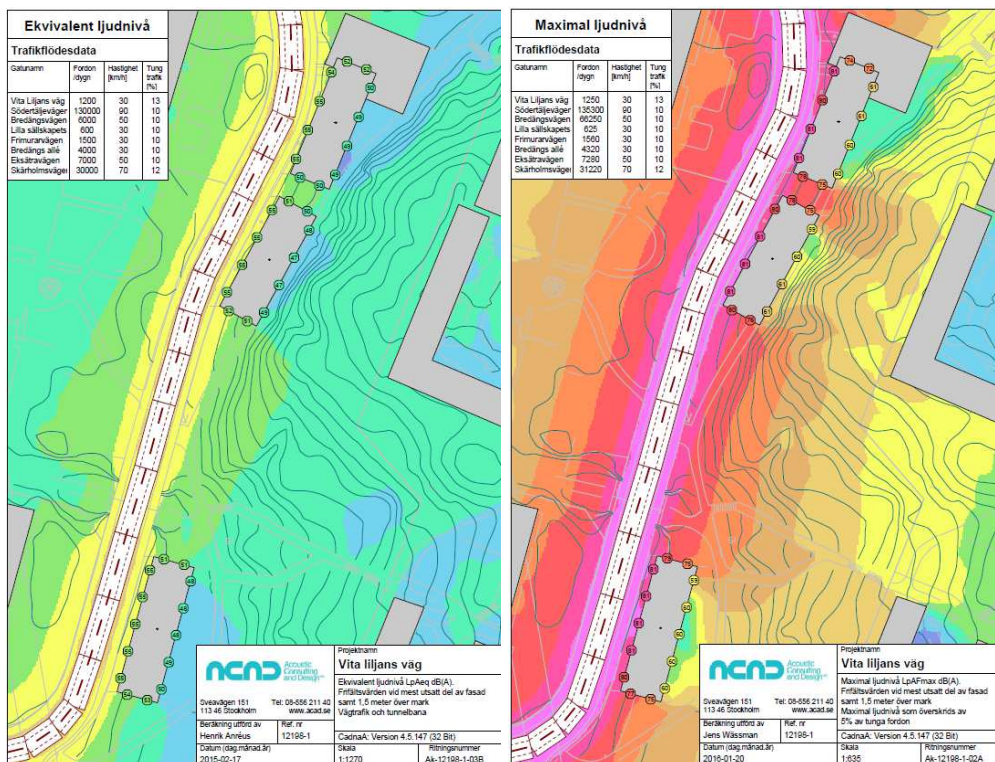 Ekvivalent ljudnivå
Trafikflödesdata
Gatunamn Fordon /dygn Hastighet [km/h] Tung trafik [%]
Vita Liljans väg 1200 30 13
Södertäljeväger 130000 90 10
Bredängsvägen 6000 50 10
Lilla sällskapets 600 30 10
Frimurarvägen 1500 30 10
Bredängs allé 4000 30 10
Eksätravägen 7000 50 10
Skärholmsväger 30000 70 12
ACAD Acoustic Consulting and Design
Sveavägen 151 Tel: 08-556 211 40
113 46 Stockholm www.acad.se
Beräkning utförd av Ref. nr
Henrik Anréus 12198-1
Datum (dag.månad.år)
2015-02-17
Projektnamn
Vita liljans väg
Ekvivalent ljudnivå LpAeq dB(A).
Frifältsvärden vid mest utsatt del av fasad
samt 1,5 meter över mark
Vägtrafik och tunnelbana
CadnaA: Version 4.5.147 (32 Bit)
Skala Ritningsnummer
1:1270 Ak-12198-1-03B
Maximal ljudnivå
Trafikflödesdata
Gatunamn Fordon /dygn Hastighet [km/h] Tung trafik [%]
Vita Liljans väg 1250 30 13
Södertäljeväger 135300 90 10
Bredängsvägen 66250 50 10
Lilla sällskapets 625 30 10
Frimurarvägen 1560 30 10
Bredängs allé 4320 30 10
Eksätravägen 7280 50 10
Skärholmsväger 31220 70 12
ACAD Acoustic Consulting and Design
Sveavägen 151 Tel: 08-556 211 40
113 46 Stockholm www.acad.se
Beräkning utförd av Ref. nr
Jens Wässman 12198-1
Datum (dag.månad.år)
2016-01-20
Projektnamn
Vita liljans väg
Maximal ljudnivå LpAFmax dB(A).
Frifältsvärden vid mest utsatt del av fasad
samt 1,5 meter över mark
Maximal ljudnivå som överskrids av
5% av tunga fordon
CadnaA: Version 4.5.147 (32 Bit)
Skala Ritningsnummer
1:635 Ak-12198-1-02A